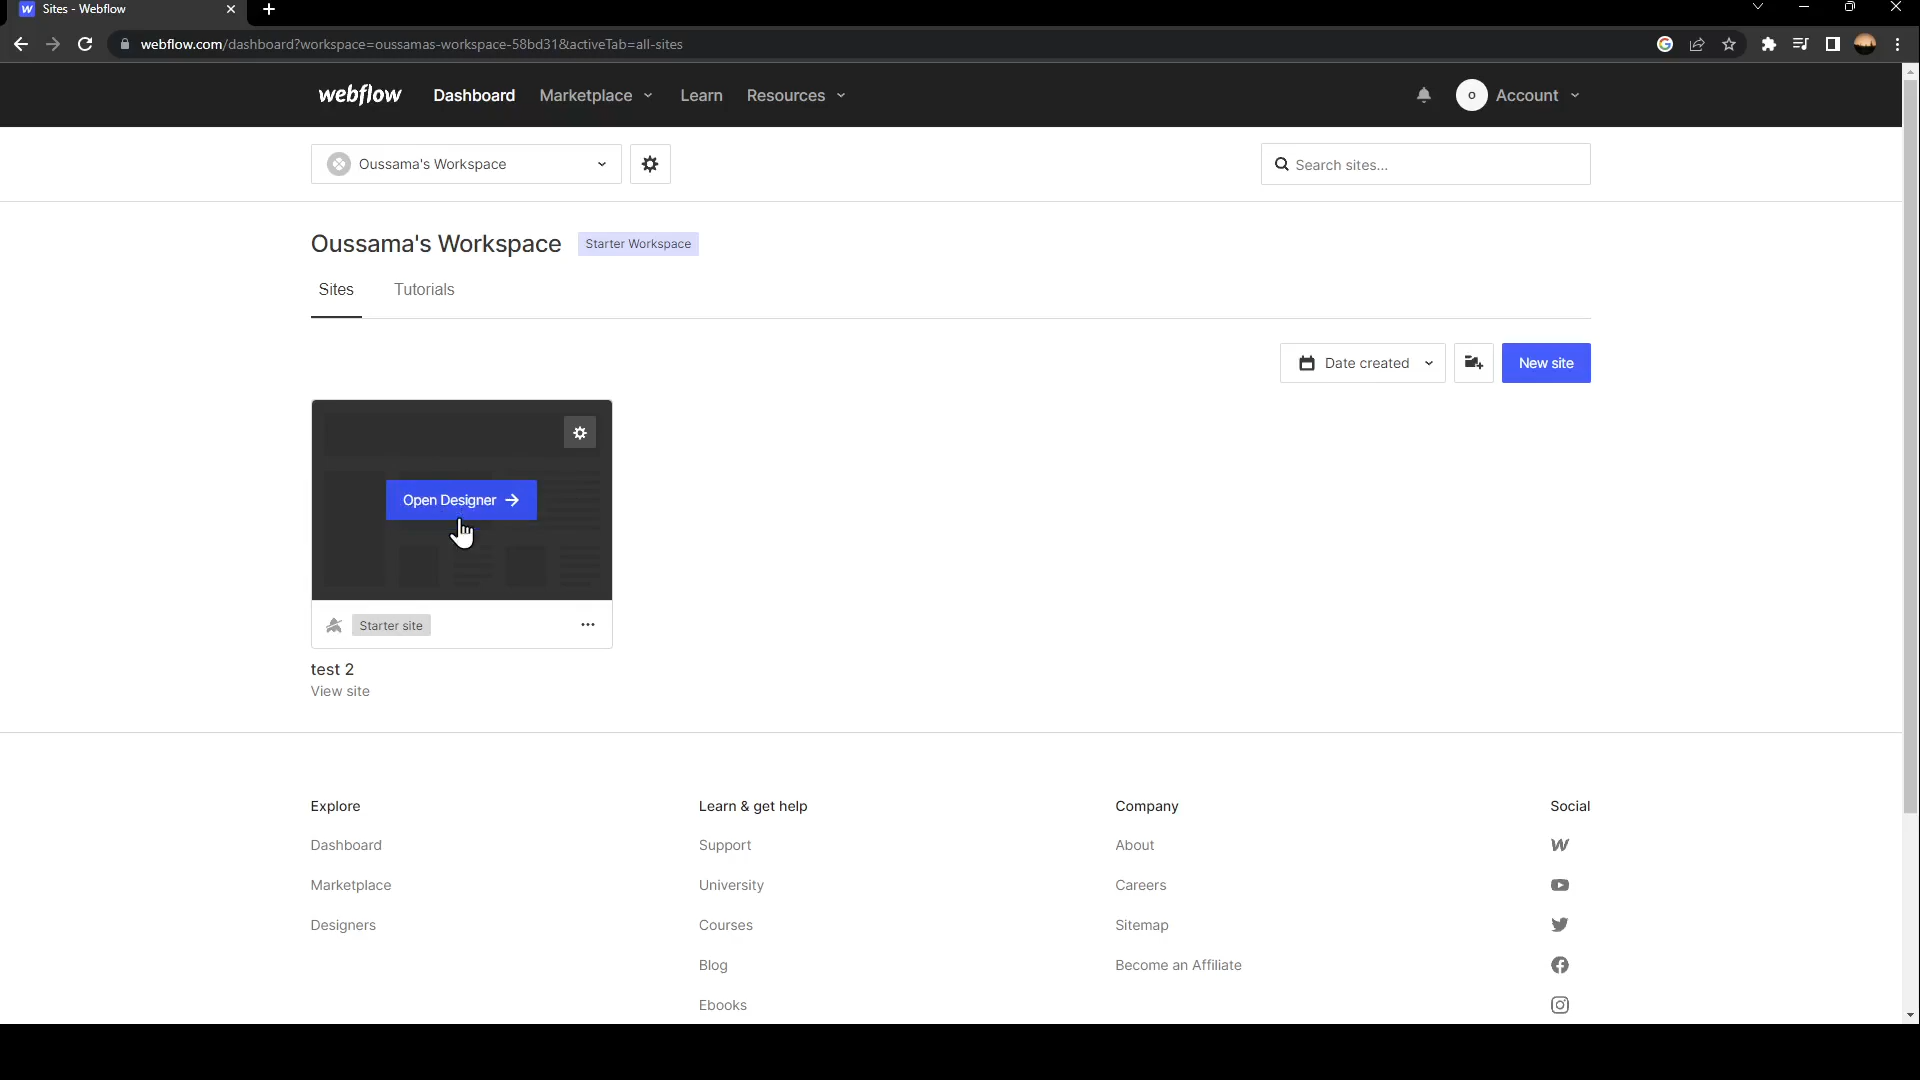 Sites - Webflow
webflow.com/dashboard?workspace=oussamas-workspace-58bd31&activeTab=all-sites
webflow Dashboard Marketplace Learn Resources O Account
Oussama's Workspace Search sites...
Oussama's Workspace Starter Workspace
Sites Tutorials
Date created New site
Open Designer →
Starter site
test 2
View site
Explore Learn & get help Company Social
Dashboard Support About
Marketplace University Careers
Designers Courses Sitemap
Blog Become an Affiliate
Ebooks